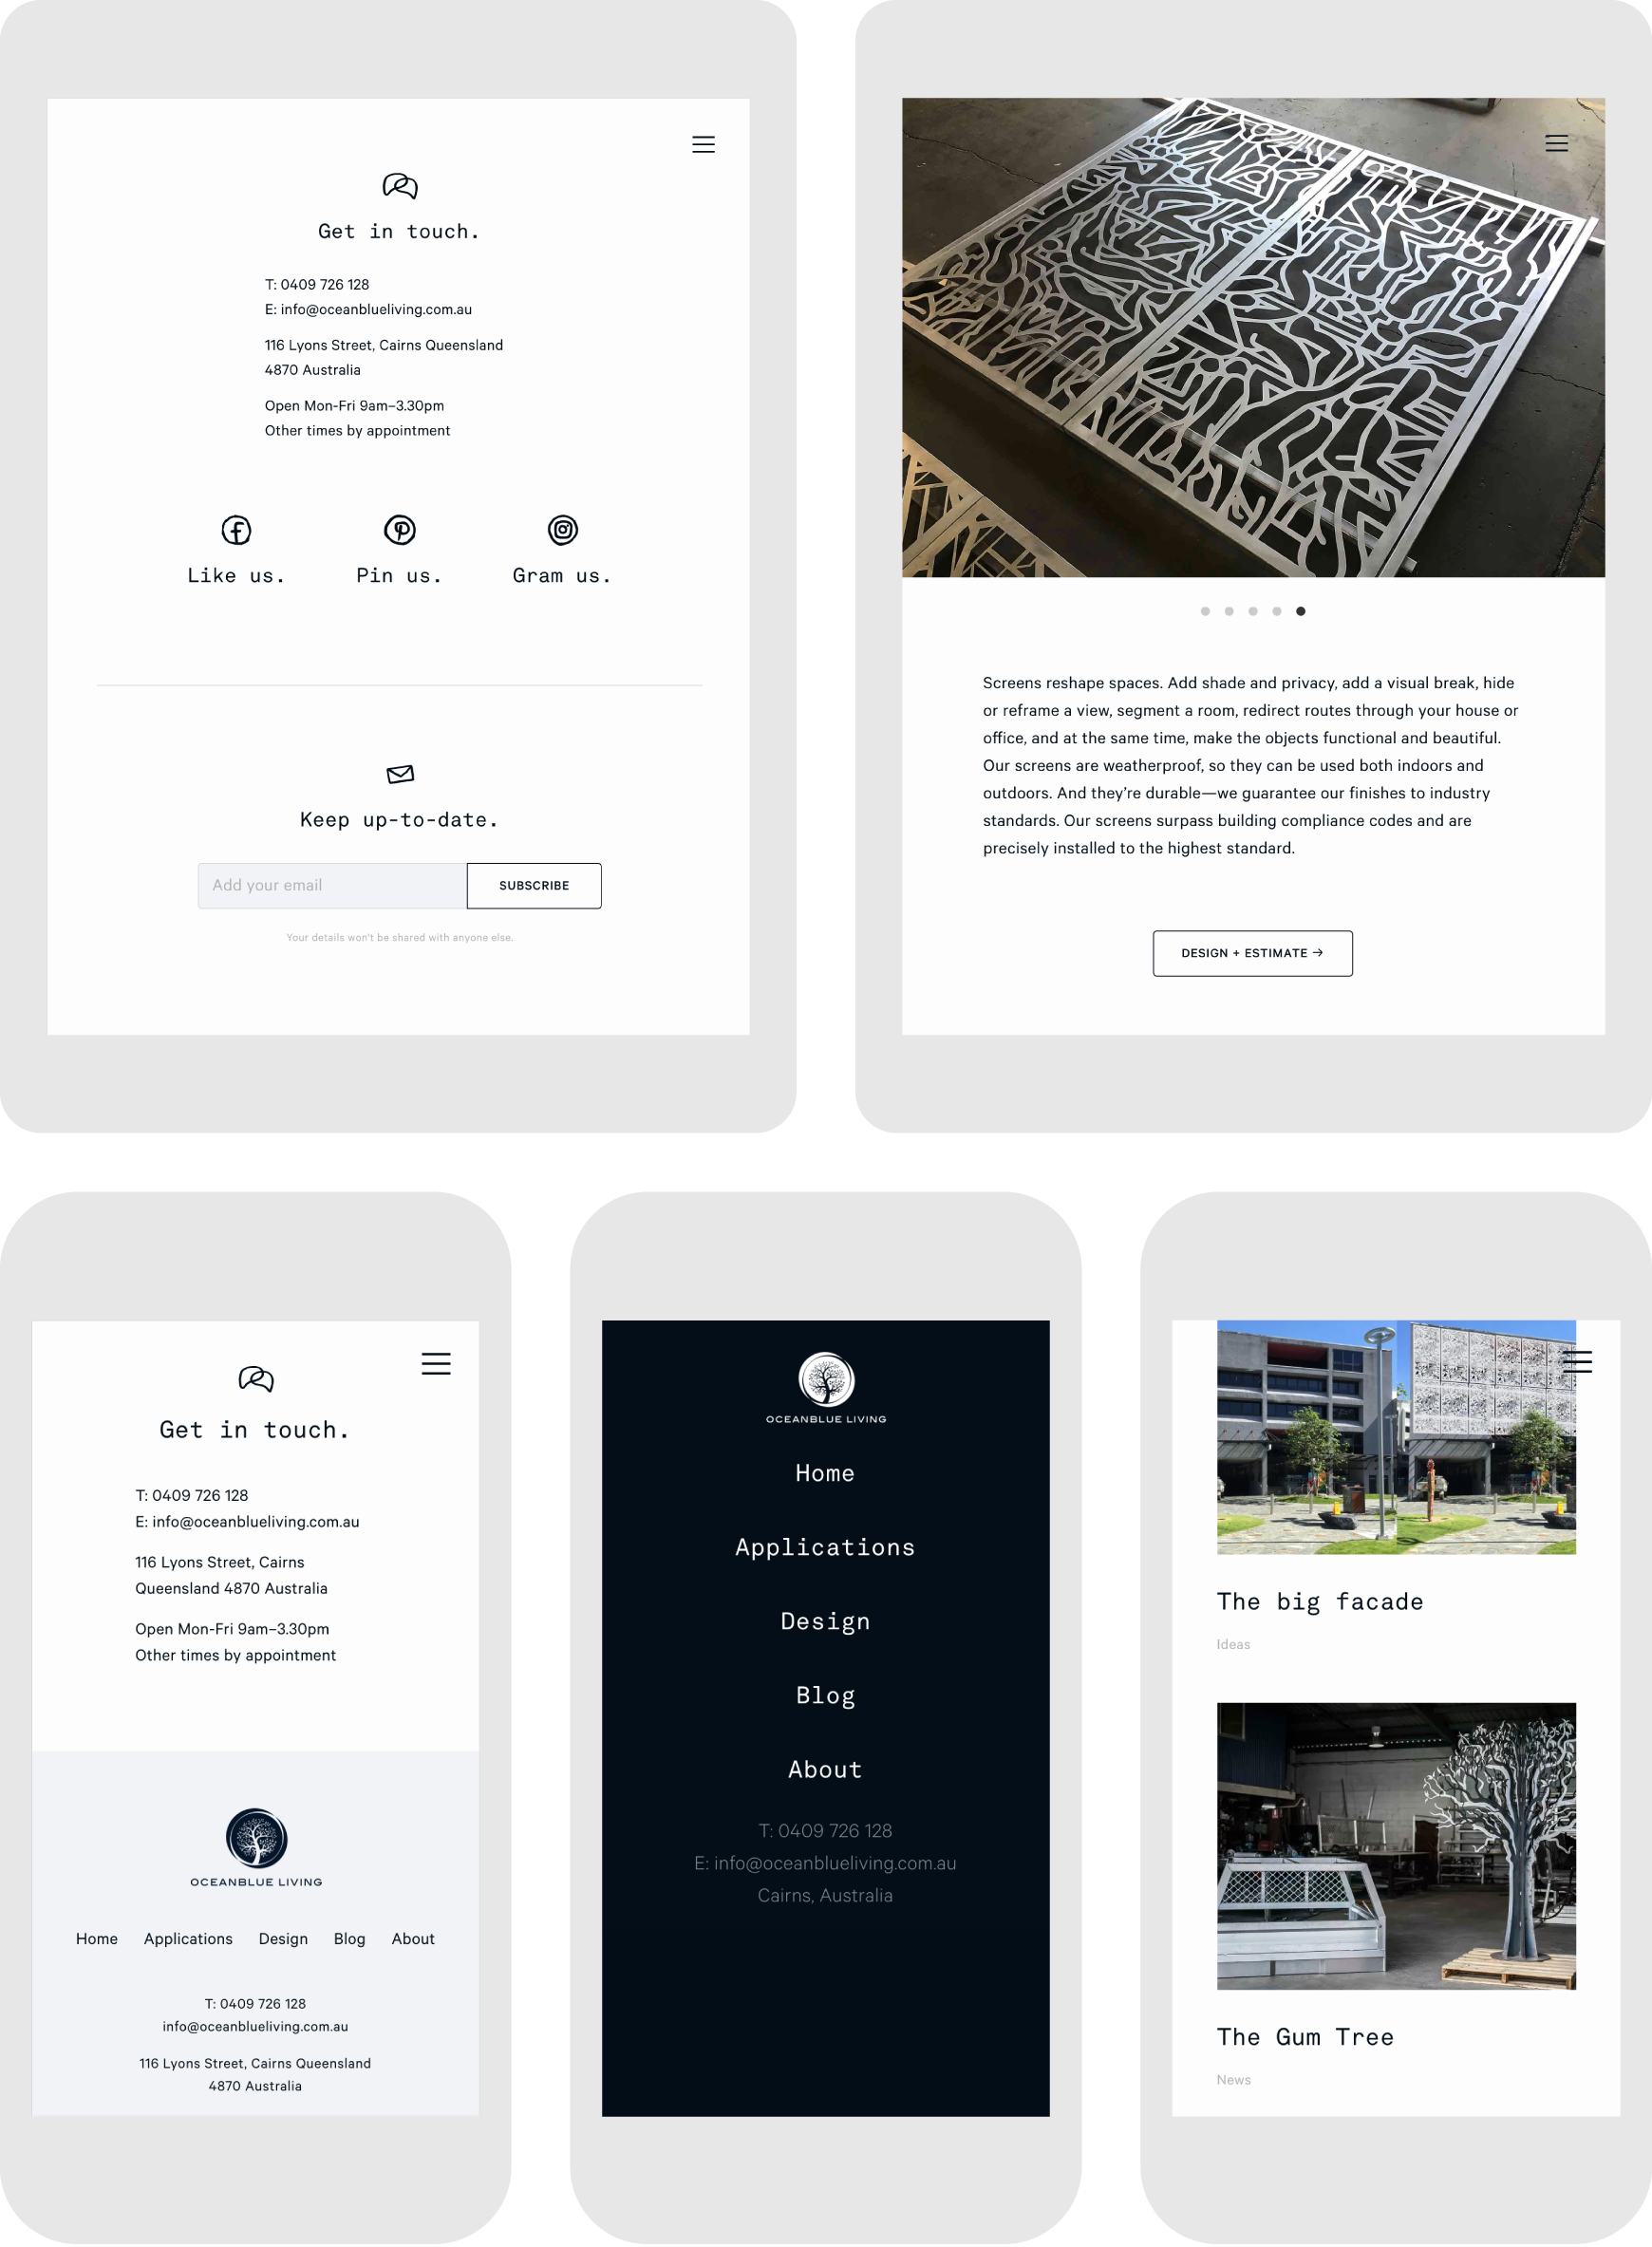 Get in touch.
T: 0409 726 128
E: info@oceanblueliving.com.au
116 Lyons Street, Cairns Queensland
4870 Australia
Open Mon-Fri 9am–3.30pm
Other times by appointment
Like us.
Pin us.
Gram us.
Keep up-to-date.
Add your email
SUBSCRIBE
Your details won't be shared with anyone else.
Screens reshape spaces. Add shade and privacy, add a visual break, hide
or reframe a view, segment a room, redirect routes through your house or
office, and at the same time, make the objects functional and beautiful.
Our screens are weatherproof, so they can be used both indoors and
outdoors. And they’re durable—we guarantee our finishes to industry
standards. Our screens surpass building compliance codes and are
precisely installed to the highest standard.
DESIGN + ESTIMATE →
Get in touch.
T: 0409 726 128
E: info@oceanblueliving.com.au
116 Lyons Street, Cairns
Queensland 4870 Australia
Open Mon-Fri 9am–3.30pm
Other times by appointment
OCEANBLUE LIVING
Home Applications Design Blog About
T: 0409 726 128
info@oceanblueliving.com.au
116 Lyons Street, Cairns Queensland
4870 Australia
OCEANBLUE LIVING
Home
Applications
Design
Blog
About
T: 0409 726 128
E: info@oceanblueliving.com.au
Cairns, Australia
The big facade
Ideas
The Gum Tree
News